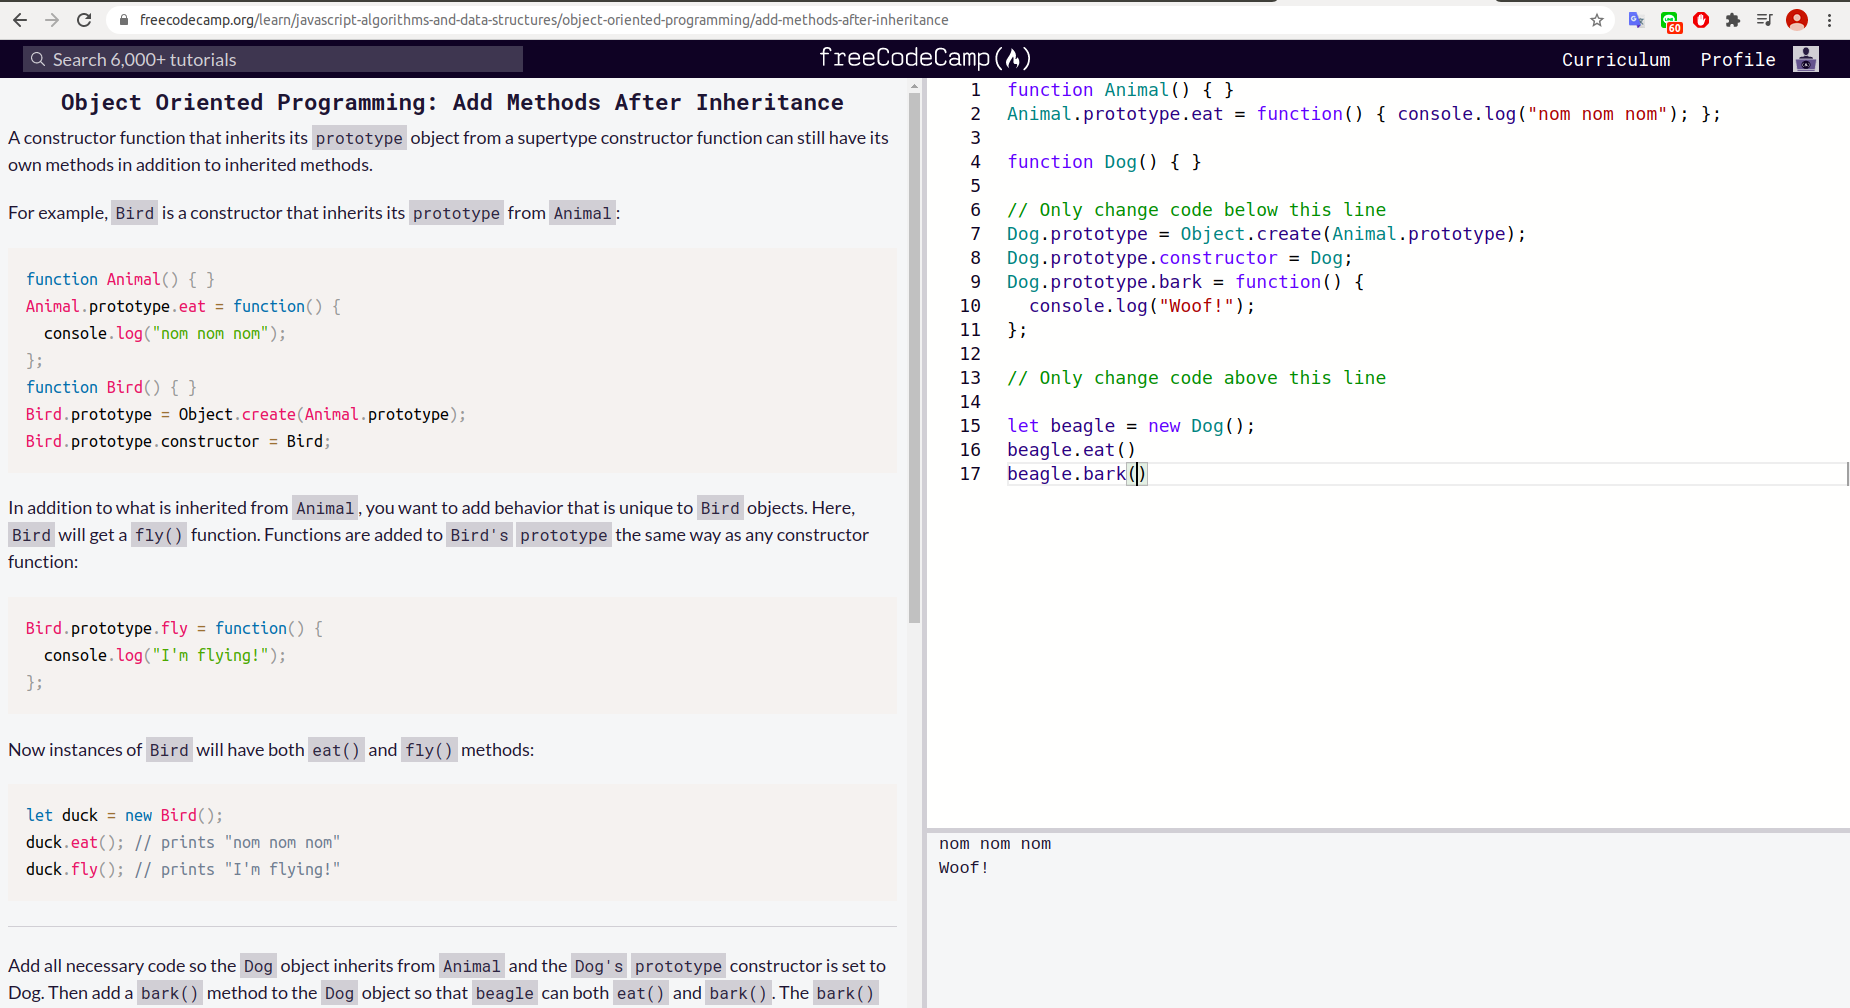 freecodecamp.org/learn/javascript-algorithms-and-data-structures/object-oriented-programming/add-methods-after-inheritance
60
Search 6,000+ tutorials
freeCodeCamp(🔥)
Curriculum
Profile
Object Oriented Programming: Add Methods After Inheritance
A constructor function that inherits its prototype object from a supertype constructor function can still have its
own methods in addition to inherited methods.
For example, Bird is a constructor that inherits its prototype from Animal:
function Animal() { }
Animal.prototype.eat = function() {
  console.log("nom nom nom");
};
function Bird() { }
Bird.prototype = Object.create(Animal.prototype);
Bird.prototype.constructor = Bird;
In addition to what is inherited from Animal, you want to add behavior that is unique to Bird objects. Here,
Bird will get a fly() function. Functions are added to Bird's prototype the same way as any constructor
function:
Bird.prototype.fly = function() {
  console.log("I'm flying!");
};
Now instances of Bird will have both eat() and fly() methods:
let duck = new Bird();
duck.eat(); // prints "nom nom nom"
duck.fly(); // prints "I'm flying!"
Add all necessary code so the Dog object inherits from Animal and the Dog's prototype constructor is set to
Dog. Then add a bark() method to the Dog object so that beagle can both eat() and bark(). The bark()
1 function Animal() { }
2 Animal.prototype.eat = function() { console.log("nom nom nom"); };
3
4 function Dog() { }
5
6 // Only change code below this line
7 Dog.prototype = Object.create(Animal.prototype);
8 Dog.prototype.constructor = Dog;
9 Dog.prototype.bark = function() {
10   console.log("Woof!");
11 };
12
13 // Only change code above this line
14
15 let beagle = new Dog();
16 beagle.eat()
17 beagle.bark()
nom nom nom
Woof!